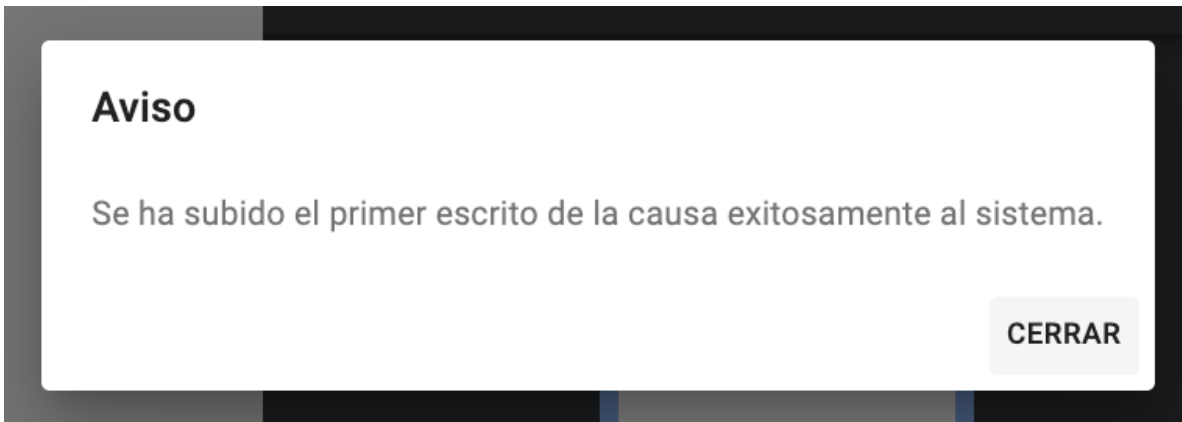 Aviso
Se ha subido el primer escrito de la causa exitosamente al sistema.
CERRAR